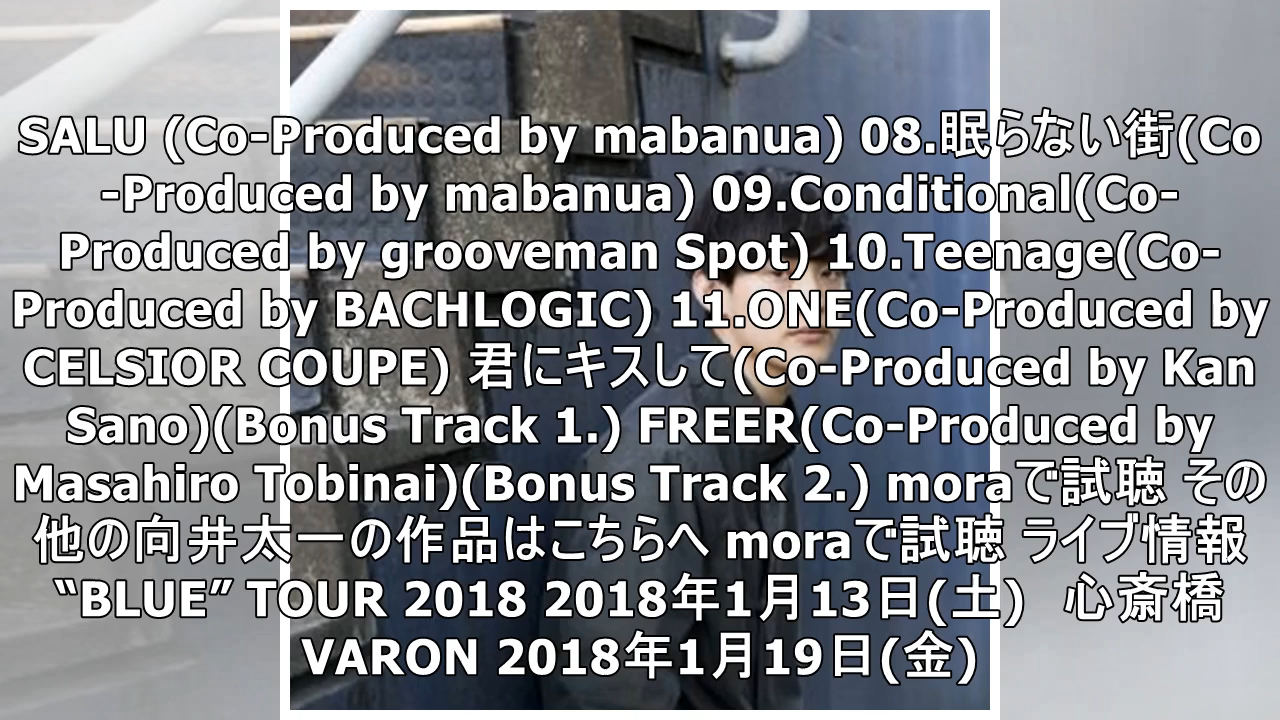 SALU (Co-Produced by mabanua) 08.眠らない街(Co
-Produced by mabanua) 09.Conditional(Co-
Produced by grooveman Spot) 10.Teenage(Co-
Produced by BACHLOGIC) 11.ONE(Co-Produced by
CELSIOR COUPE) 君にキスして(Co-Produced by Kan
Sano)(Bonus Track 1.) FREER(Co-Produced by
Masahiro Tobinai)(Bonus Track 2.) moraで試聴 その
他の向井太一の作品はこちらへ moraで試聴 ライブ情報
“BLUE” TOUR 2018 2018年1月13日(土)　心斎橋
VARON 2018年1月19日(金)